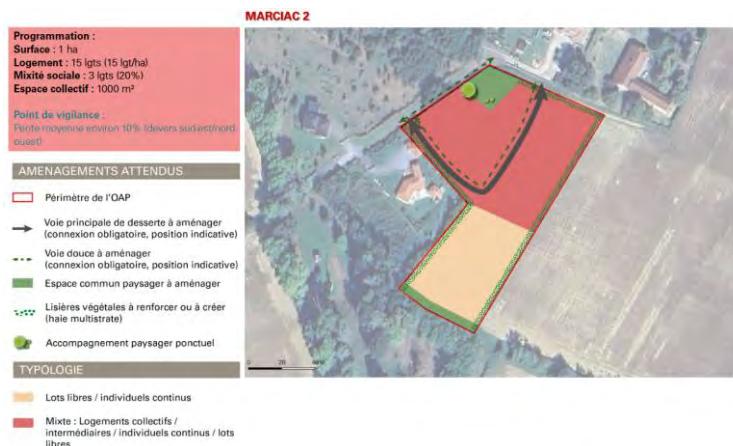 MARCIAC 2
Programmation :
Surface : 1 ha
Logement : 15 lgts (15 lgt/ha)
Mixité sociale : 3 lgts (20%)
Espace collectif : 1000 m²
Point de vigilance :
Pente moyenne environ 10% (devers sud-est/nord
ouest)
AMENAGEMENTS ATTENDUS
Périmètre de l'OAP
Voie principale de desserte à aménager
(connexion obligatoire, position indicative)
Voie douce à aménager
(connexion obligatoire, position indicative)
Espace commun paysager à aménager
Lisières végétales à renforcer ou à créer
(haie multistrate)
Accompagnement paysager ponctuel
TYPOLOGIE
Lots libres / individuels continus
Mixte : Logements collectifs /
intermédiaires / individuels continus / lots
libres
0 20